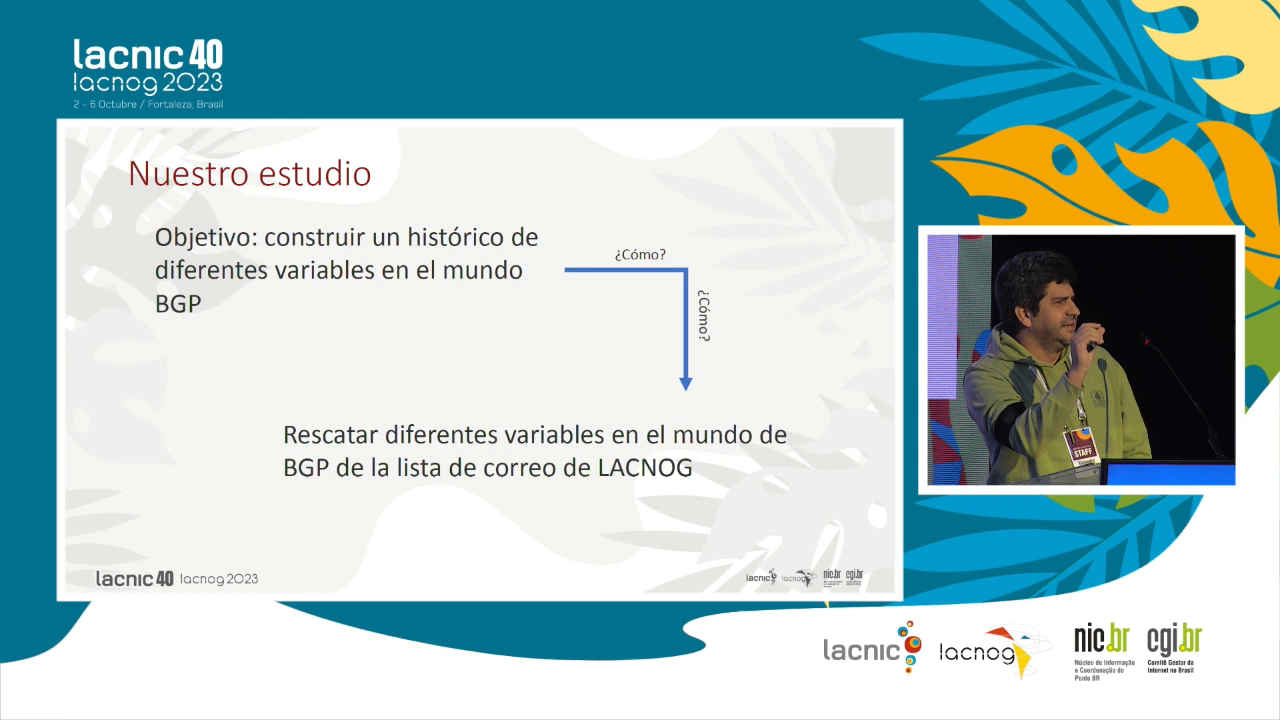 lacnic 40
lacnog 2023
2 - 6 Octubre / Fortaleza, Brasil
Nuestro estudio
Objetivo: construir un histórico de
diferentes variables en el mundo
BGP
¿Cómo?
¿Cómo?
Rescatar diferentes variables en el mundo de
BGP de la lista de correo de LACNOG
lacnic 40 lacnog 2023
lacnic lacnog nic.br cgi.br
STAFF
lacnic
lacnog
nic.br
Núcleo de Informação
e Coordenação do
Ponto BR
cgi.br
Comitê Gestor da
Internet no Brasil